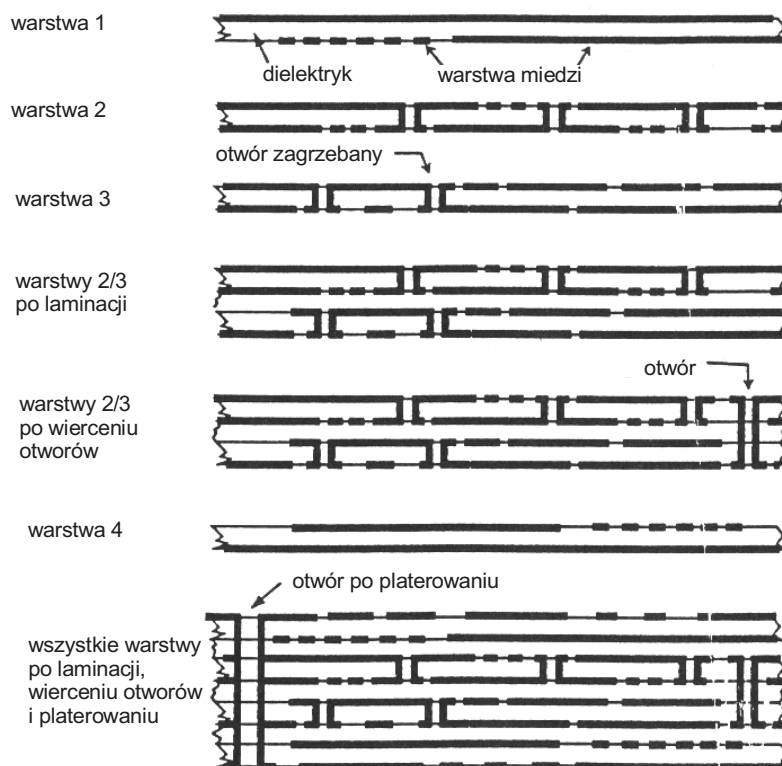 warstwa 1
dielektryk
warstwa miedzi
warstwa 2
otwór zagrzebany
warstwa 3
warstwy 2/3
po laminacji
otwór
warstwy 2/3
po wierceniu
otworów
warstwa 4
otwór po platerowaniu
wszystkie warstwy
po laminacji,
wierceniu otworów
i platerowaniu